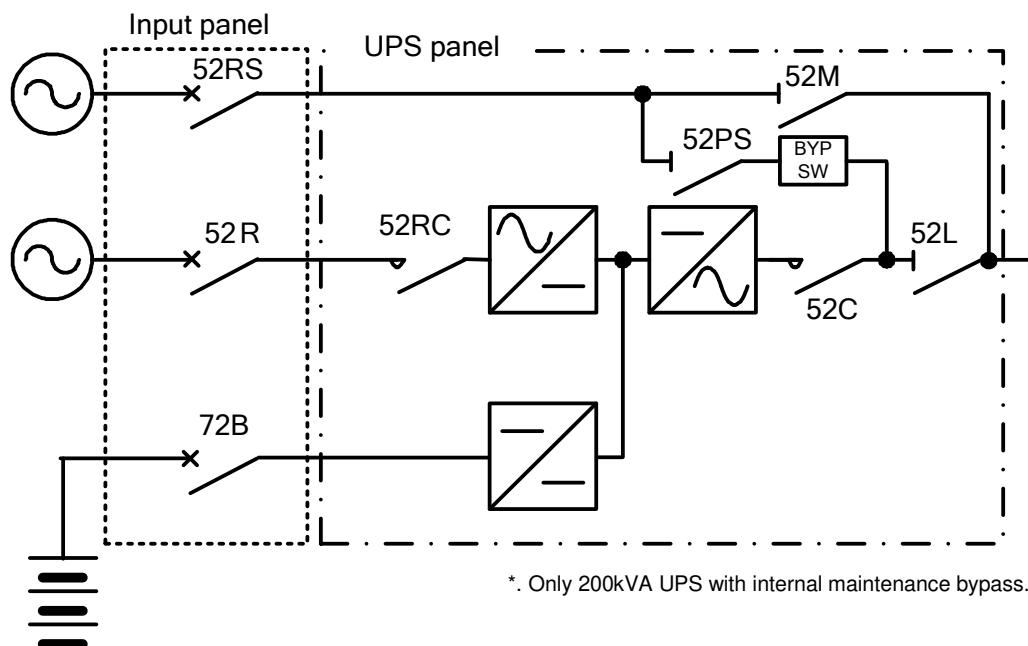 Input panel
UPS panel
52RS
52M
52PS
BYP
SW
52R
52RC
52L
52C
72B
*. Only 200kVA UPS with internal maintenance bypass.